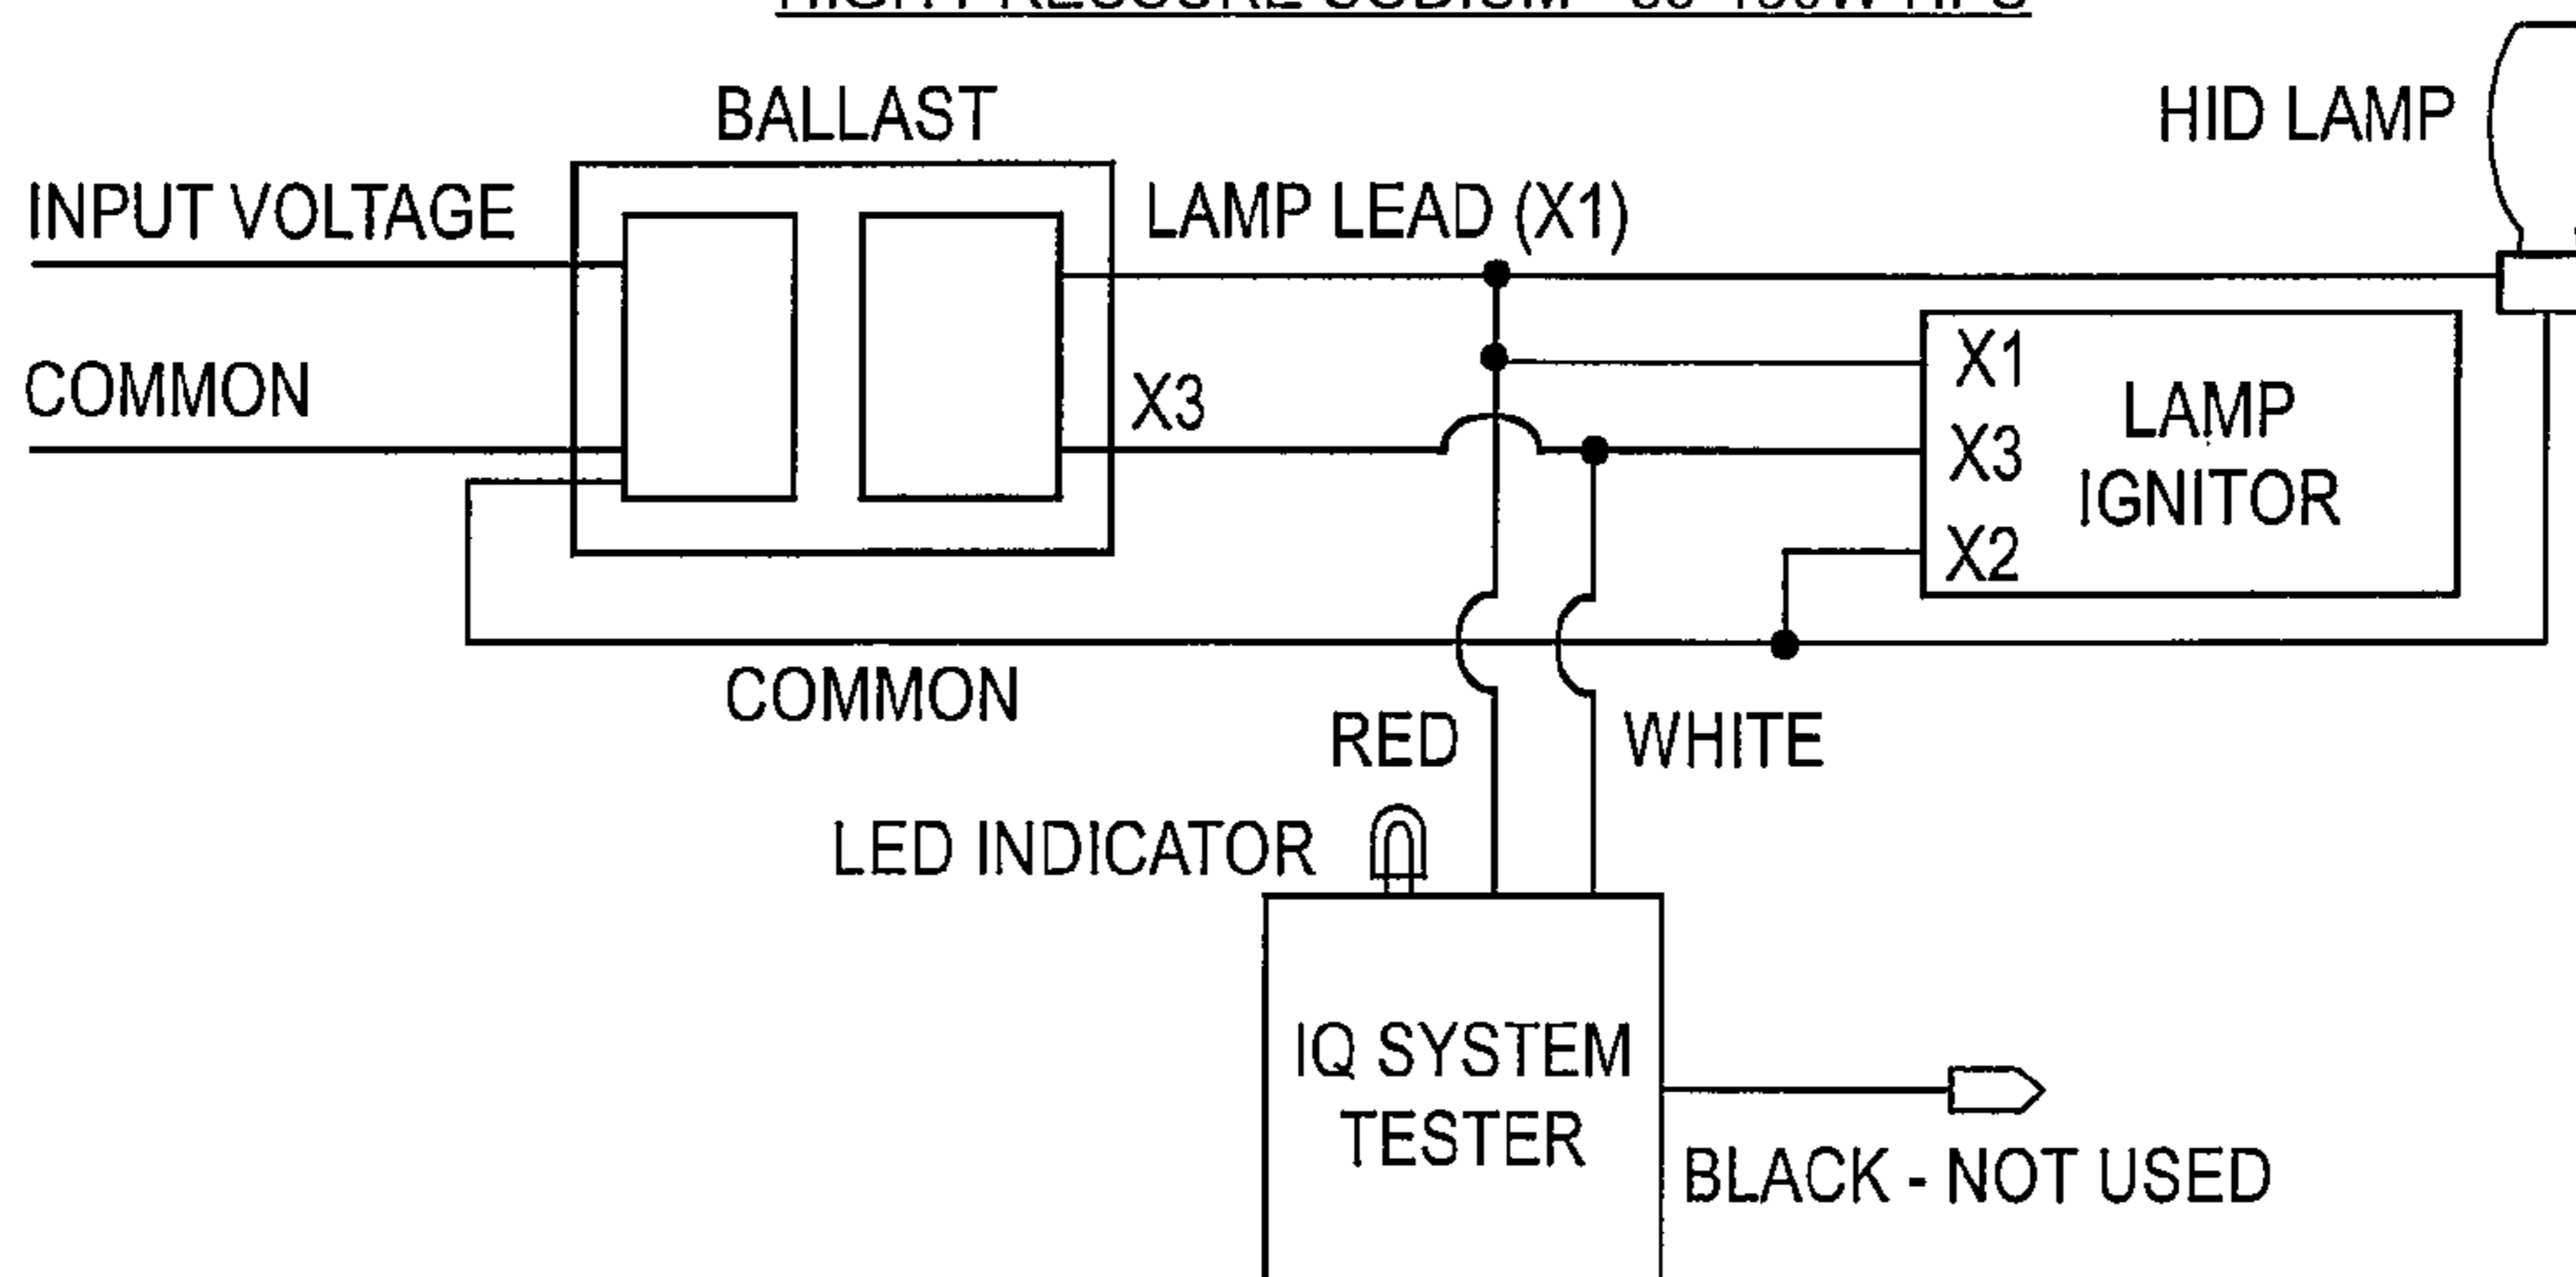 BALLAST
HID LAMP
INPUT VOLTAGE
LAMP LEAD (X1)
COMMON
X3
X1
X3
X2
LAMP
IGNITOR
COMMON
RED
WHITE
LED INDICATOR
IQ SYSTEM
TESTER
BLACK - NOT USED